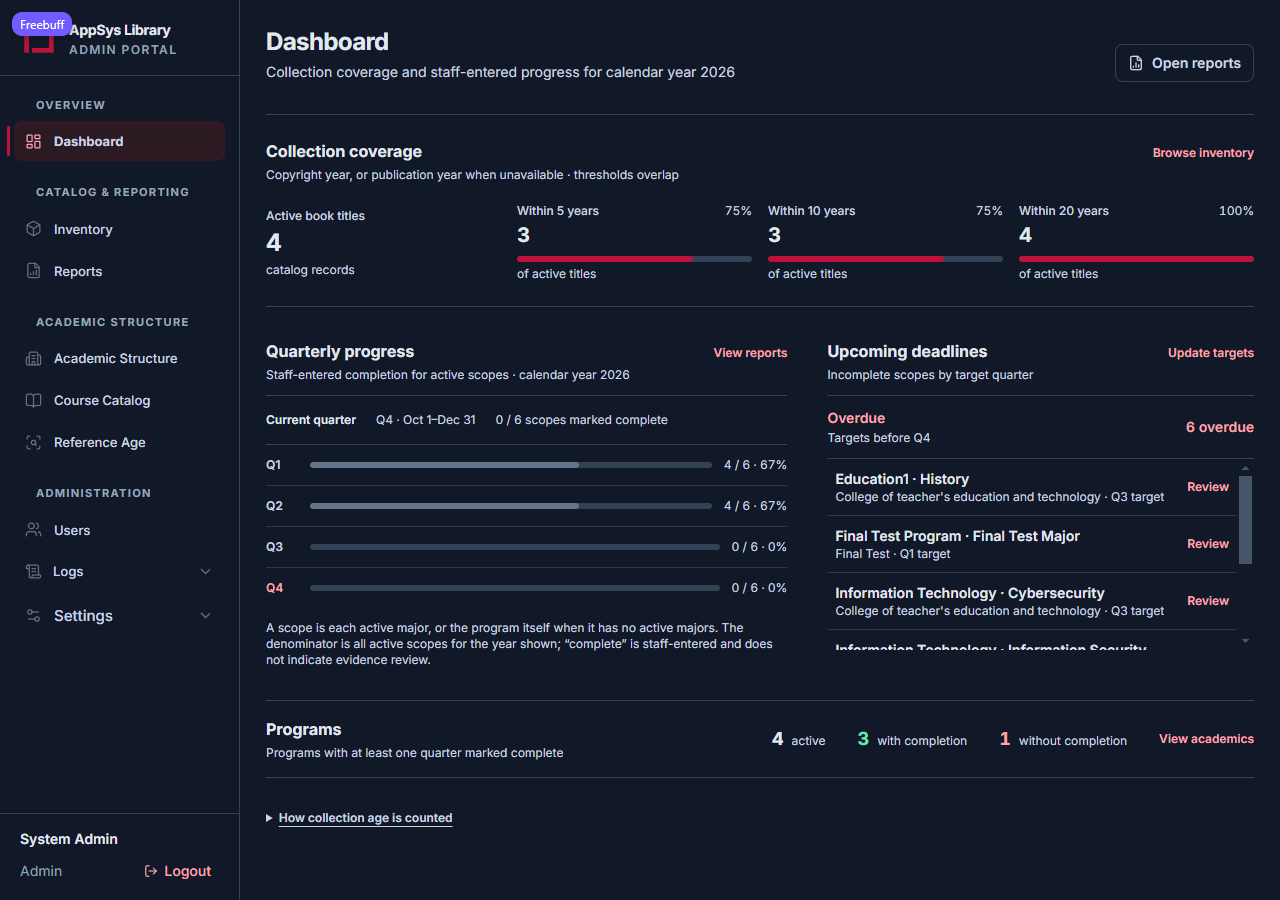 Freebuff
AppSys Library
ADMIN PORTAL
OVERVIEW
Dashboard
CATALOG & REPORTING
Inventory
Reports
ACADEMIC STRUCTURE
Academic Structure
Course Catalog
Reference Age
ADMINISTRATION
Users
Logs
Settings
System Admin
Admin
Logout
Dashboard
Collection coverage and staff-entered progress for calendar year 2026
Open reports
Collection coverage
Browse inventory
Copyright year, or publication year when unavailable · thresholds overlap
Active book titles
4
catalog records
Within 5 years 75%
3
of active titles
Within 10 years 75%
3
of active titles
Within 20 years 100%
4
of active titles
Quarterly progress
View reports
Staff-entered completion for active scopes · calendar year 2026
Current quarter Q4 · Oct 1–Dec 31 0 / 6 scopes marked complete
Q1 4 / 6 · 67%
Q2 4 / 6 · 67%
Q3 0 / 6 · 0%
Q4 0 / 6 · 0%
A scope is each active major, or the program itself when it has no active majors. The
denominator is all active scopes for the year shown; “complete” is staff-entered and does
not indicate evidence review.
Upcoming deadlines
Update targets
Incomplete scopes by target quarter
Overdue
Targets before Q4
6 overdue
Education1 · History
College of teacher's education and technology · Q3 target
Review
Final Test Program · Final Test Major
Final Test · Q1 target
Review
Information Technology · Cybersecurity
College of teacher's education and technology · Q3 target
Review
Information Technology · Information Security
Programs
Programs with at least one quarter marked complete
4 active 3 with completion 1 without completion View academics
How collection age is counted